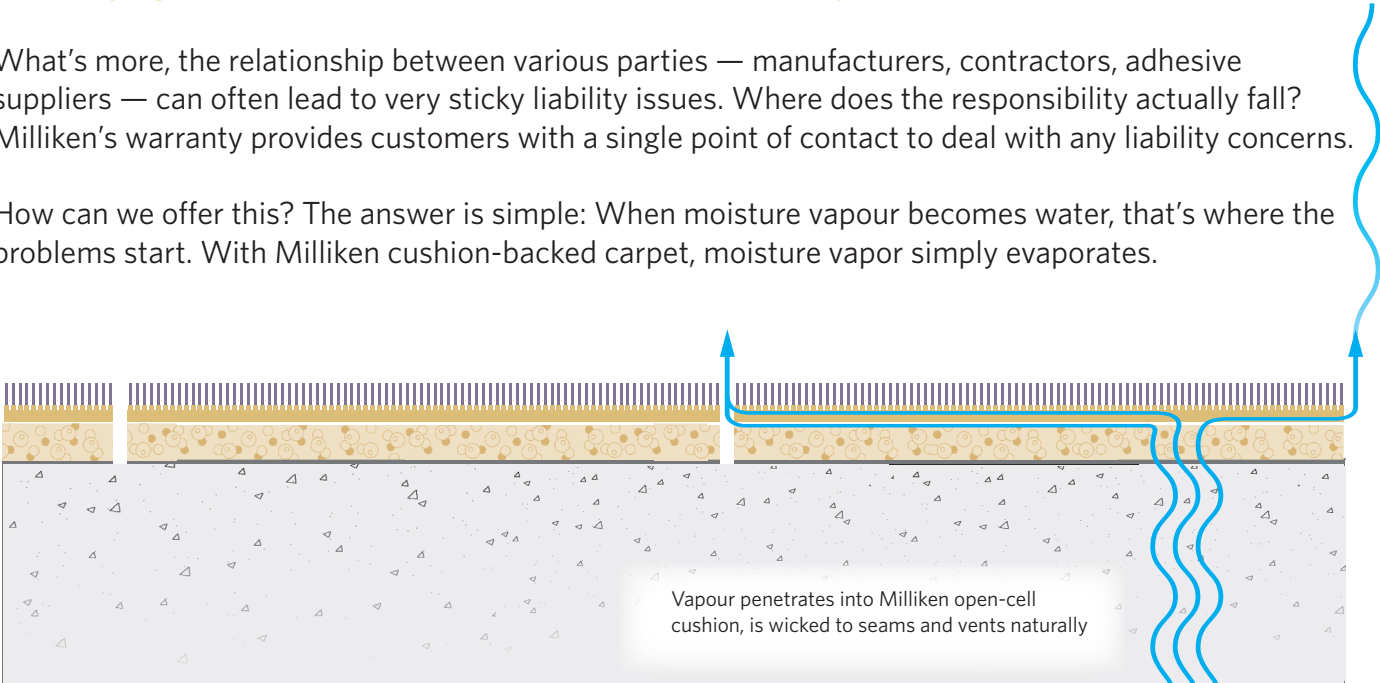 What's more, the relationship between various parties — manufacturers, contractors, adhesive
suppliers — can often lead to very sticky liability issues. Where does the responsibility actually fall?
Milliken's warranty provides customers with a single point of contact to deal with any liability concerns.
How can we offer this? The answer is simple: When moisture vapour becomes water, that's where the
problems start. With Milliken cushion-backed carpet, moisture vapor simply evaporates.
Vapour penetrates into Milliken open-cell
cushion, is wicked to seams and vents naturally